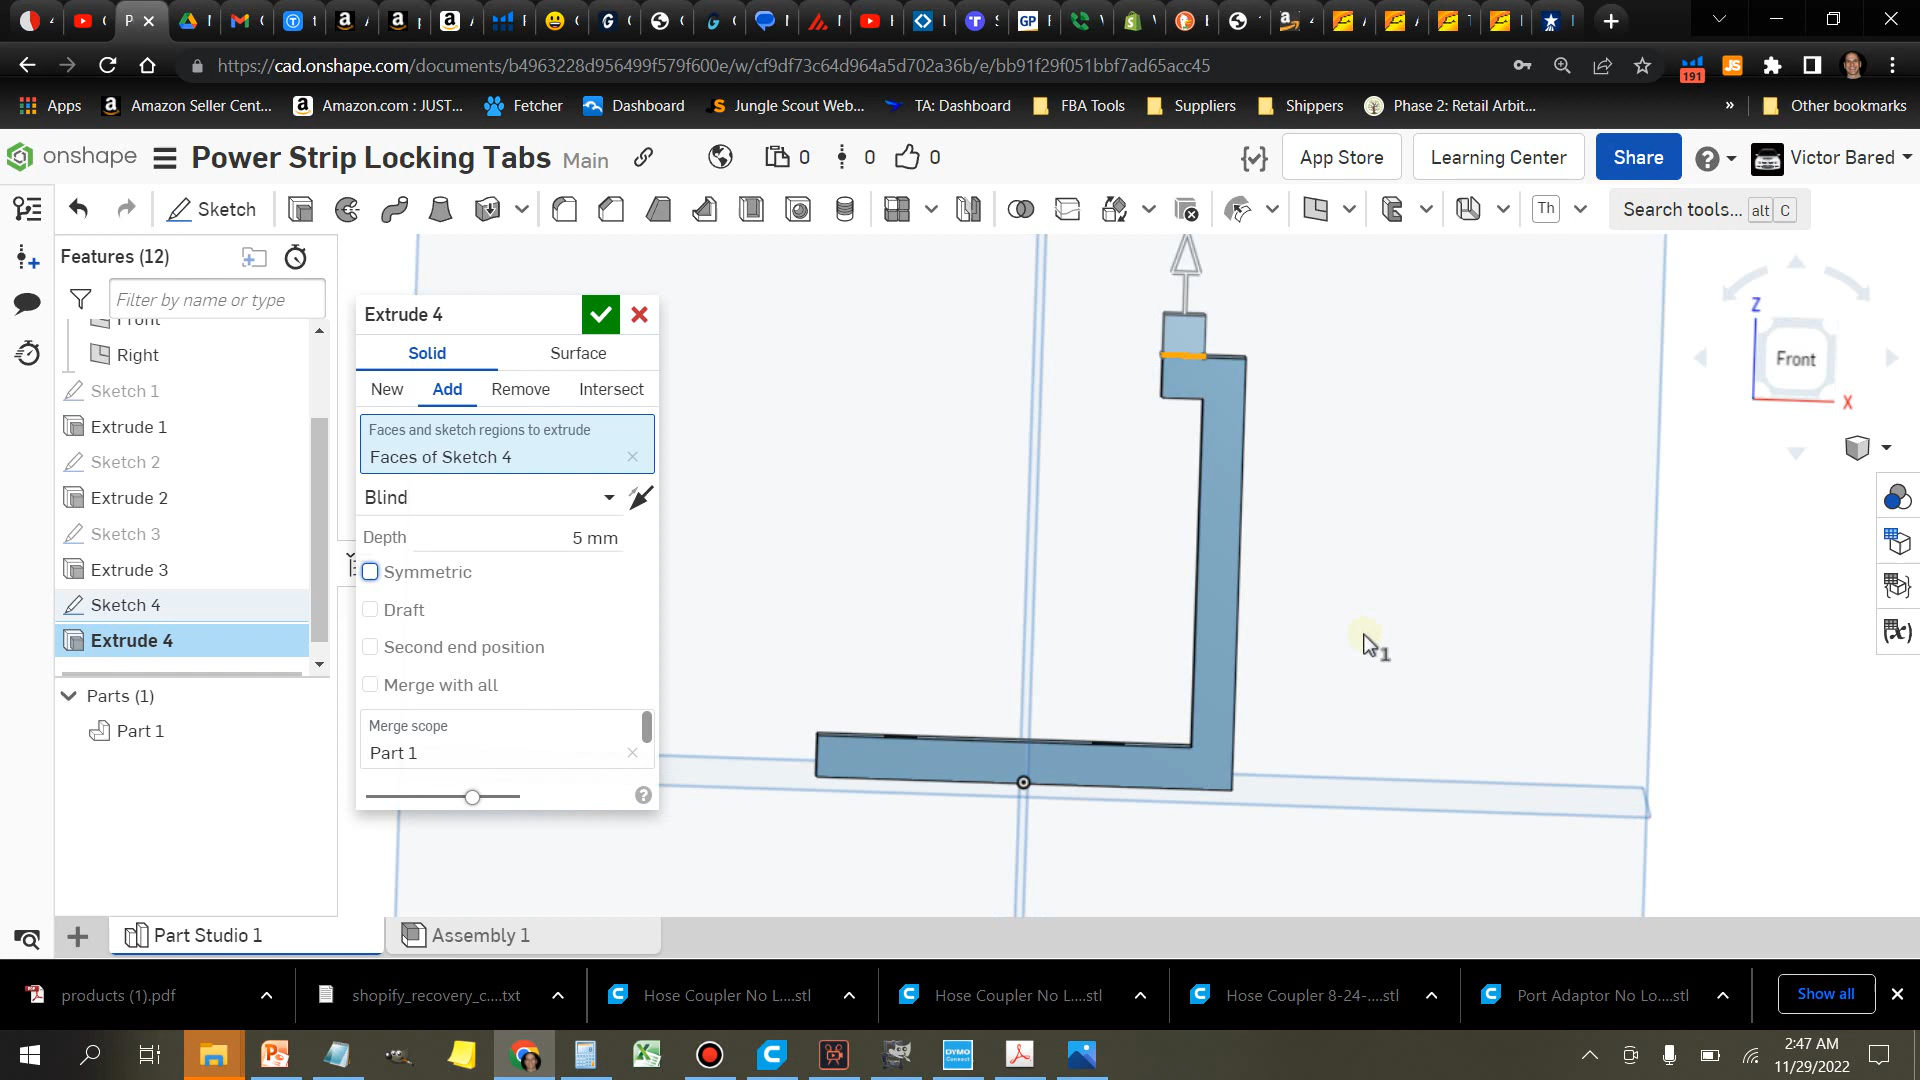 https://cad.onshape.com/documents/b4963228d956499f579f600e/w/cf9df73c64d964a5d702a36b/e/bb91f29f051bbf7ad65acc45
191
Apps
Amazon Seller Cent...
Amazon.com : JUST...
Fetcher
Dashboard
Jungle Scout Web...
TA: Dashboard
FBA Tools
Suppliers
Shippers
Phase 2: Retail Arbit...
»
Other bookmarks
onshape
Power Strip Locking Tabs Main
0
0
0
App Store
Learning Center
Share
Victor Bared
Sketch
Th
Search tools... alt C
Features (12)
Filter by name or type
Front
Right
Sketch 1
Extrude 1
Sketch 2
Extrude 2
Sketch 3
Extrude 3
Sketch 4
Extrude 4
Parts (1)
Part 1
Extrude 4
Solid
Surface
New
Add
Remove
Intersect
Faces and sketch regions to extrude
Faces of Sketch 4
Blind
Depth
5 mm
Symmetric
Draft
Second end position
Merge with all
Merge scope
Part 1
Z
Front
X
1
Part Studio 1
Assembly 1
products (1).pdf
shopify_recovery_c....txt
Hose Coupler No L....stl
Hose Coupler No L....stl
Hose Coupler 8-24-....stl
Port Adaptor No Lo....stl
Show all
2:47 AM
11/29/2022